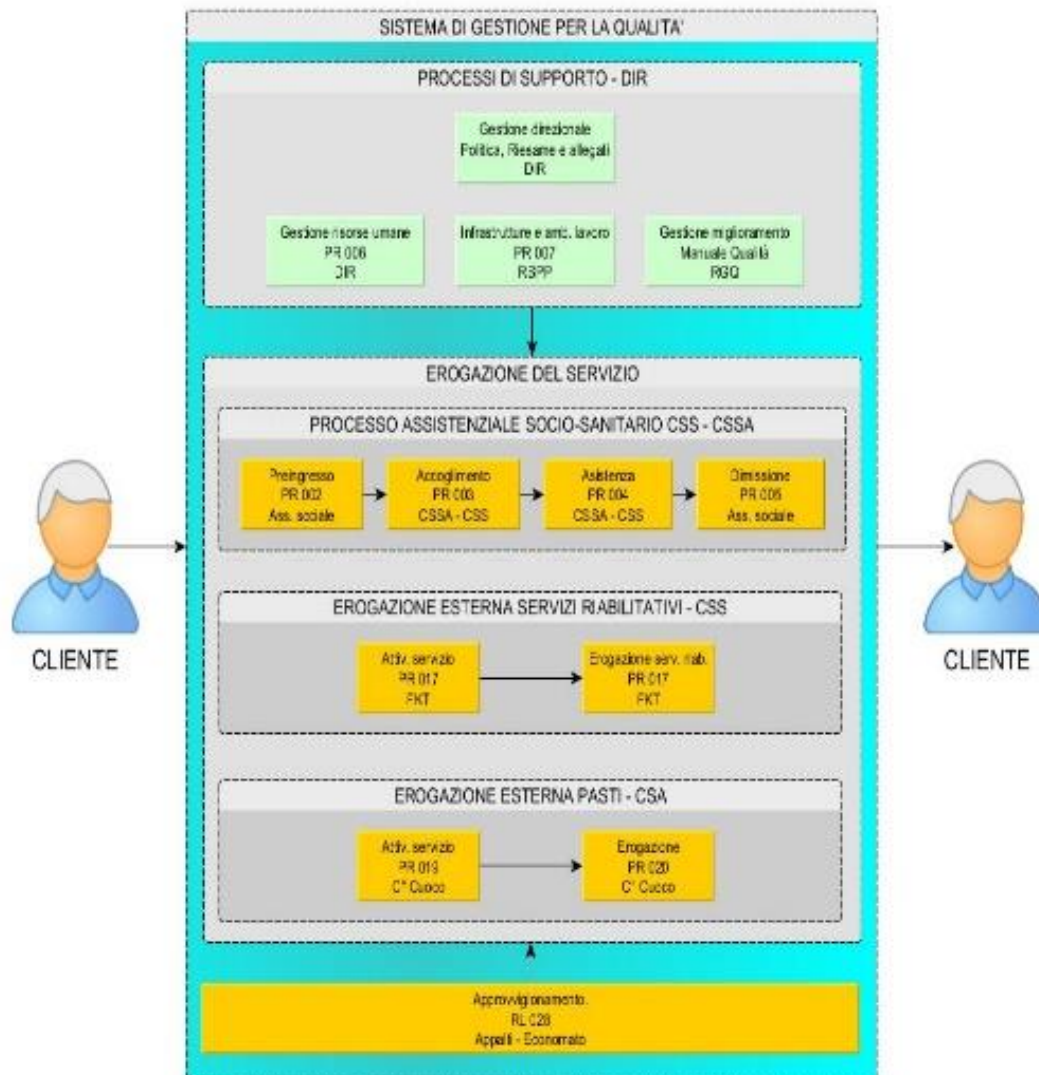 SISTEMA DI GESTIONE PER LA QUALITA'
PROCESSI DI SUPPORTO - DIR
Gestione direzionale
Politica, Riesame e allegati
DIR
Gestione risorse umane
PR 006
DIR
Infrastrutture e amb. lavoro
PR 007
RSPP
Gestione miglioramento
Manuale Qualità
RGQ
EROGAZIONE DEL SERVIZIO
PROCESSO ASSISTENZIALE SOCIO-SANITARIO CSS - CSSA
Preingresso
PR 002
Ass. sociale
Accoglimento
PR 003
CSSA - CSS
Asistenza
PR 004
CSSA - CSS
Dimissione
PR 005
Ass. sociale
CLIENTE
CLIENTE
EROGAZIONE ESTERNA SERVIZI RIABILITATIVI - CSS
Attiv. servizio
PR 017
FKT
Erogazione serv. riab.
PR 017
FKT
EROGAZIONE ESTERNA PASTI - CSA
Attiv. servizio
PR 019
C° Cuoco
Erogazione
PR 020
C° Cuoco
Approvvigionamento.
RL 028
Appalti - Economato